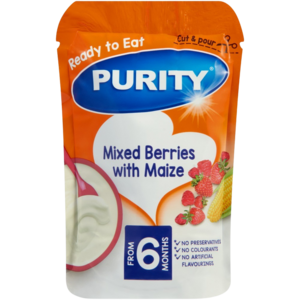 Ready to Eat
Cut & pour
PURITY
Mixed Berries
with Maize
FROM
6
MONTHS
NO PRESERVATIVES
NO COLOURANTS
NO ARTIFICAL
FLAVOURINGS